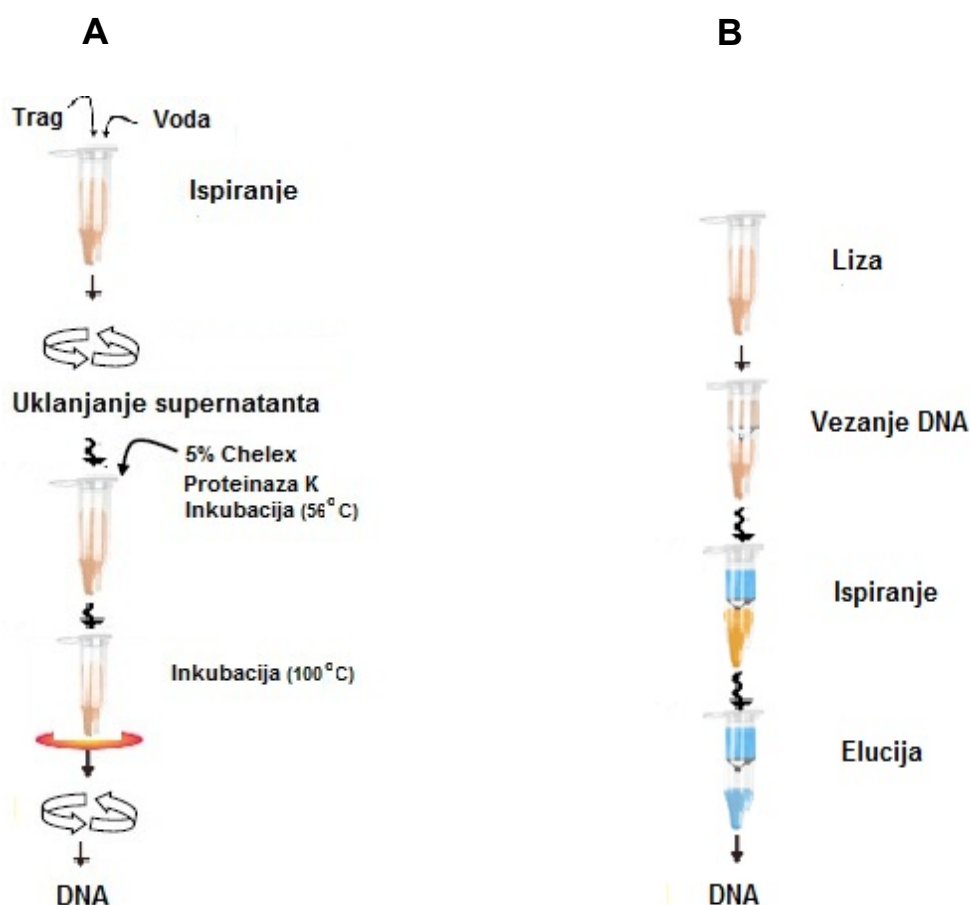 A
Trag
Voda
Ispiranje
Uklanjanje supernatanta
5% Chelex
Proteinaza K
Inkubacija (56°C)
Inkubacija (100°C)
DNA
B
Liza
Vezanje DNA
Ispiranje
Elucija
DNA